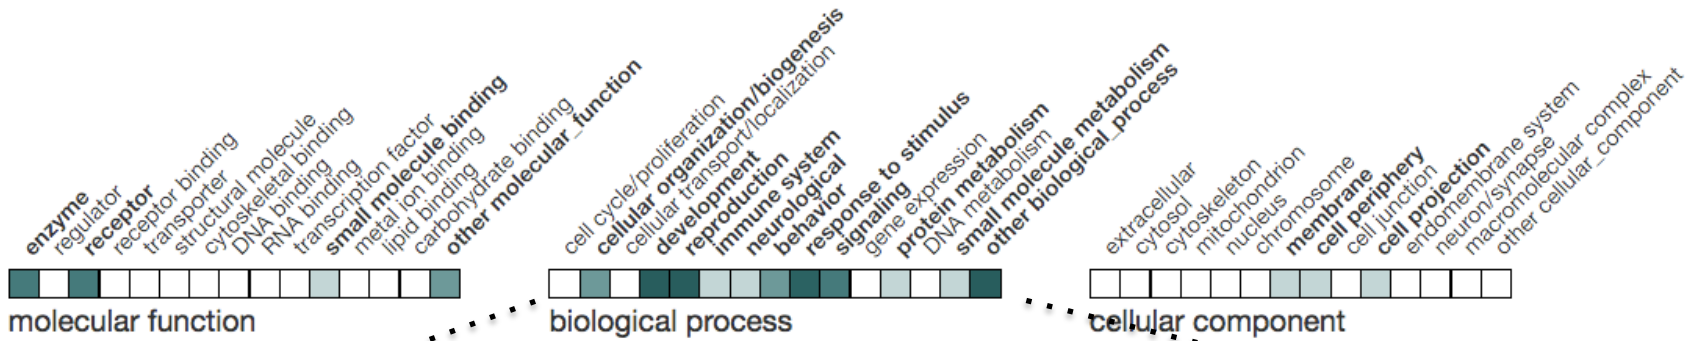 enzyme
regulator
receptor
receptor binding
transporter
structural molecule
cytoskeletal binding
DNA binding
RNA binding
transcription factor
small molecule binding
metal ion binding
lipid binding
carbohydrate binding
other molecular_function
molecular function
cell cycle/proliferation
cellular organization/biogenesis
cellular transport/localization
development
reproduction
immune system
neurological
behavior
response to stimulus
signaling
gene expression
protein metabolism
DNA metabolism
small molecule metabolism
other biological_process
biological process
extracellular
cytosol
cytoskeleton
mitochondrion
nucleus
chromosome
membrane
cell periphery
cell junction
cell projection
endomembrane system
neuron/synapse
macromolecular complex
other cellular_component
cellular component